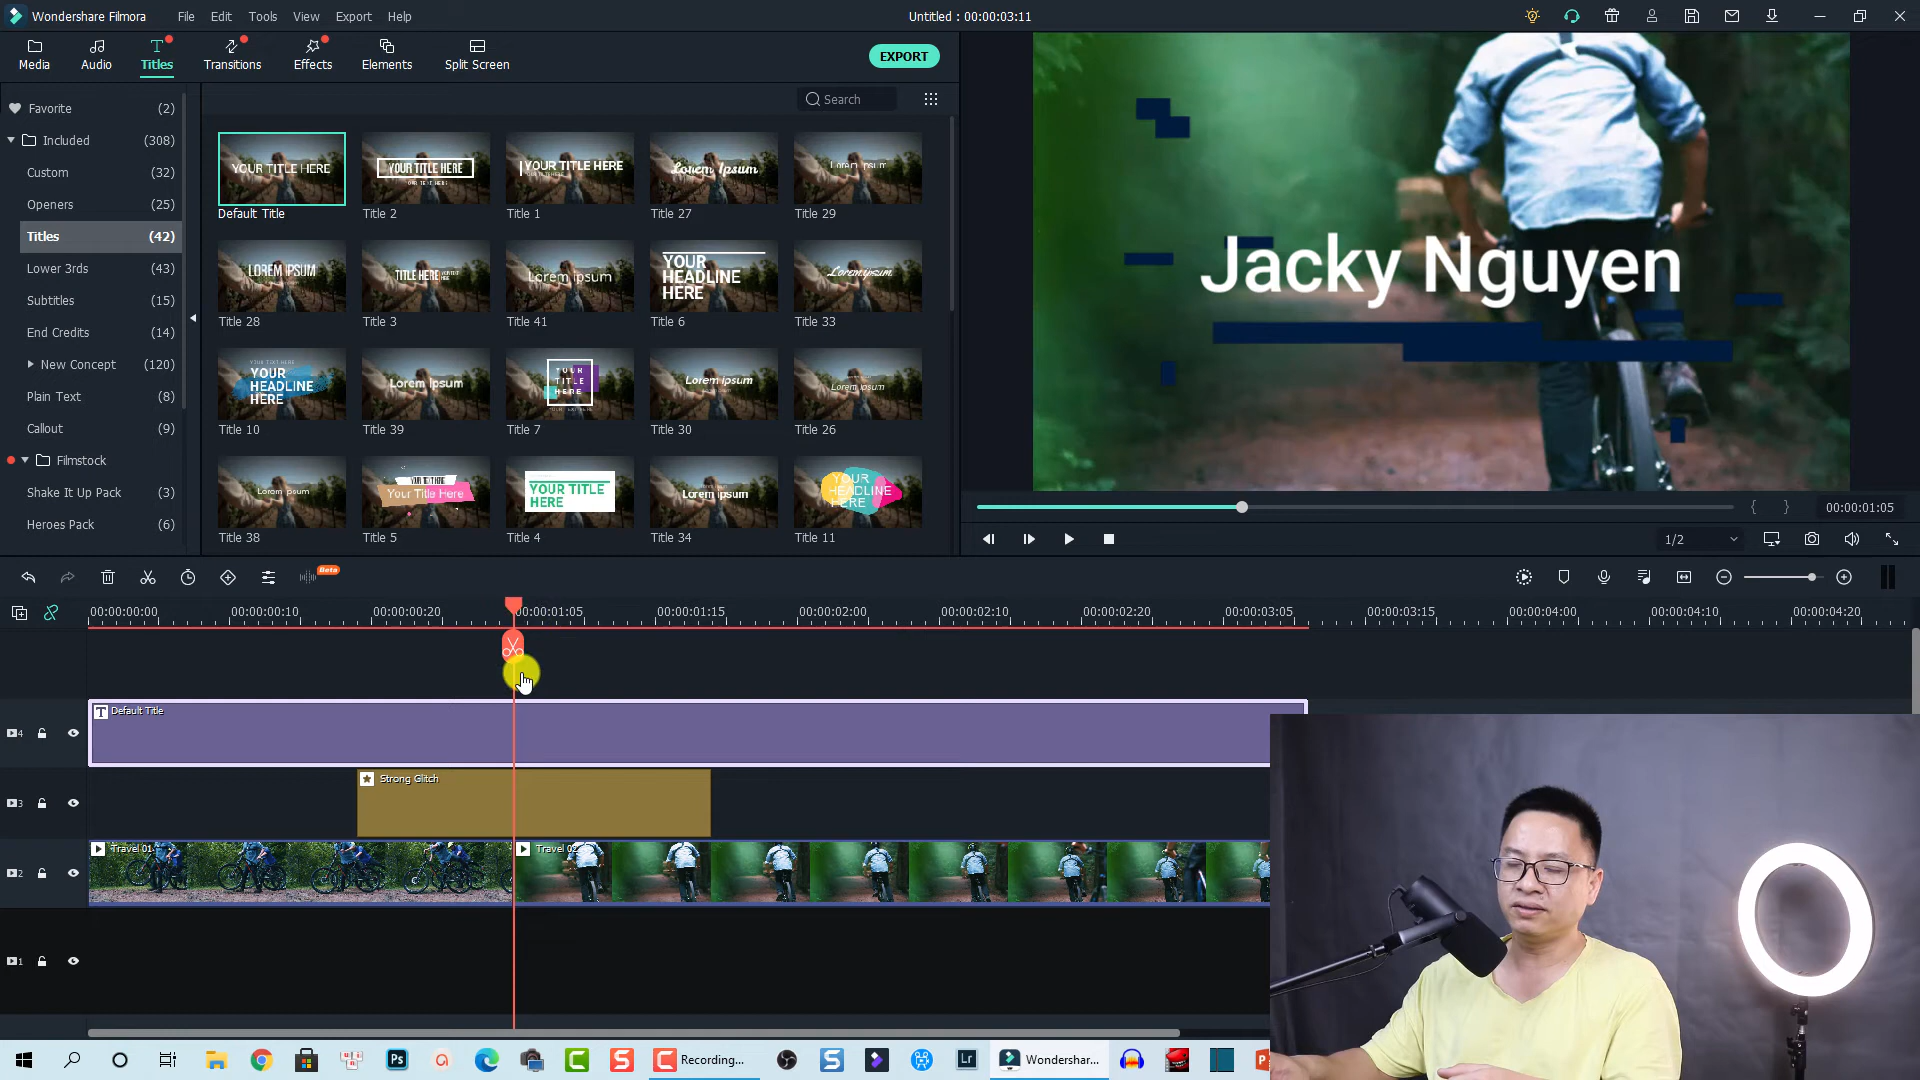 Wondershare Filmora
File
Edit
Tools
View
Export
Help
Untitled : 00:00:03:11
Media
Audio
Titles
Transitions
Effects
Elements
Split Screen
EXPORT
Favorite (2)
Included (308)
Custom (32)
Openers (25)
Titles (42)
Lower 3rds (43)
Subtitles (15)
End Credits (14)
New Concept (120)
Plain Text (8)
Callout (9)
Filmstock
Shake It Up Pack (3)
Heroes Pack (6)
Search
YOUR TITLE HERE
Default Title
YOUR TITLE HERE
Title 2
YOUR TITLE HERE
Title 1
Lorem Ipsum
Title 27
Lorem Ipsum
Title 29
LOREM IPSUM
Title 28
TITLE HERE
Title 3
Lorem Ipsum
Title 41
YOUR
HEADLINE
HERE
Title 6
Lorem Ipsum
Title 33
YOUR
HEADLINE
HERE
Title 10
Lorem Ipsum
Title 39
YOUR
TITLE
HERE
Title 7
Lorem Ipsum
Title 30
Lorem Ipsum
Title 26
Lorem Ipsum
Title 38
Your Title Here
Title 5
YOUR TITLE
HERE
Title 4
Lorem Ipsum
Title 34
YOUR
HEADLINE
HERE
Title 11
Jacky Nguyen
00:00:01:05
1/2
Beta
00:00:00:00
00:00:00:10
00:00:00:20
00:00:01:05
00:00:01:15
00:00:02:00
00:00:02:10
00:00:02:20
00:00:03:05
00:00:03:15
00:00:04:00
00:00:04:10
00:00:04:20
4
T Default Title
3
Strong Glitch
2
Travel 01
Travel 02
1
Ps
Recording...
Lr
Wondershar...